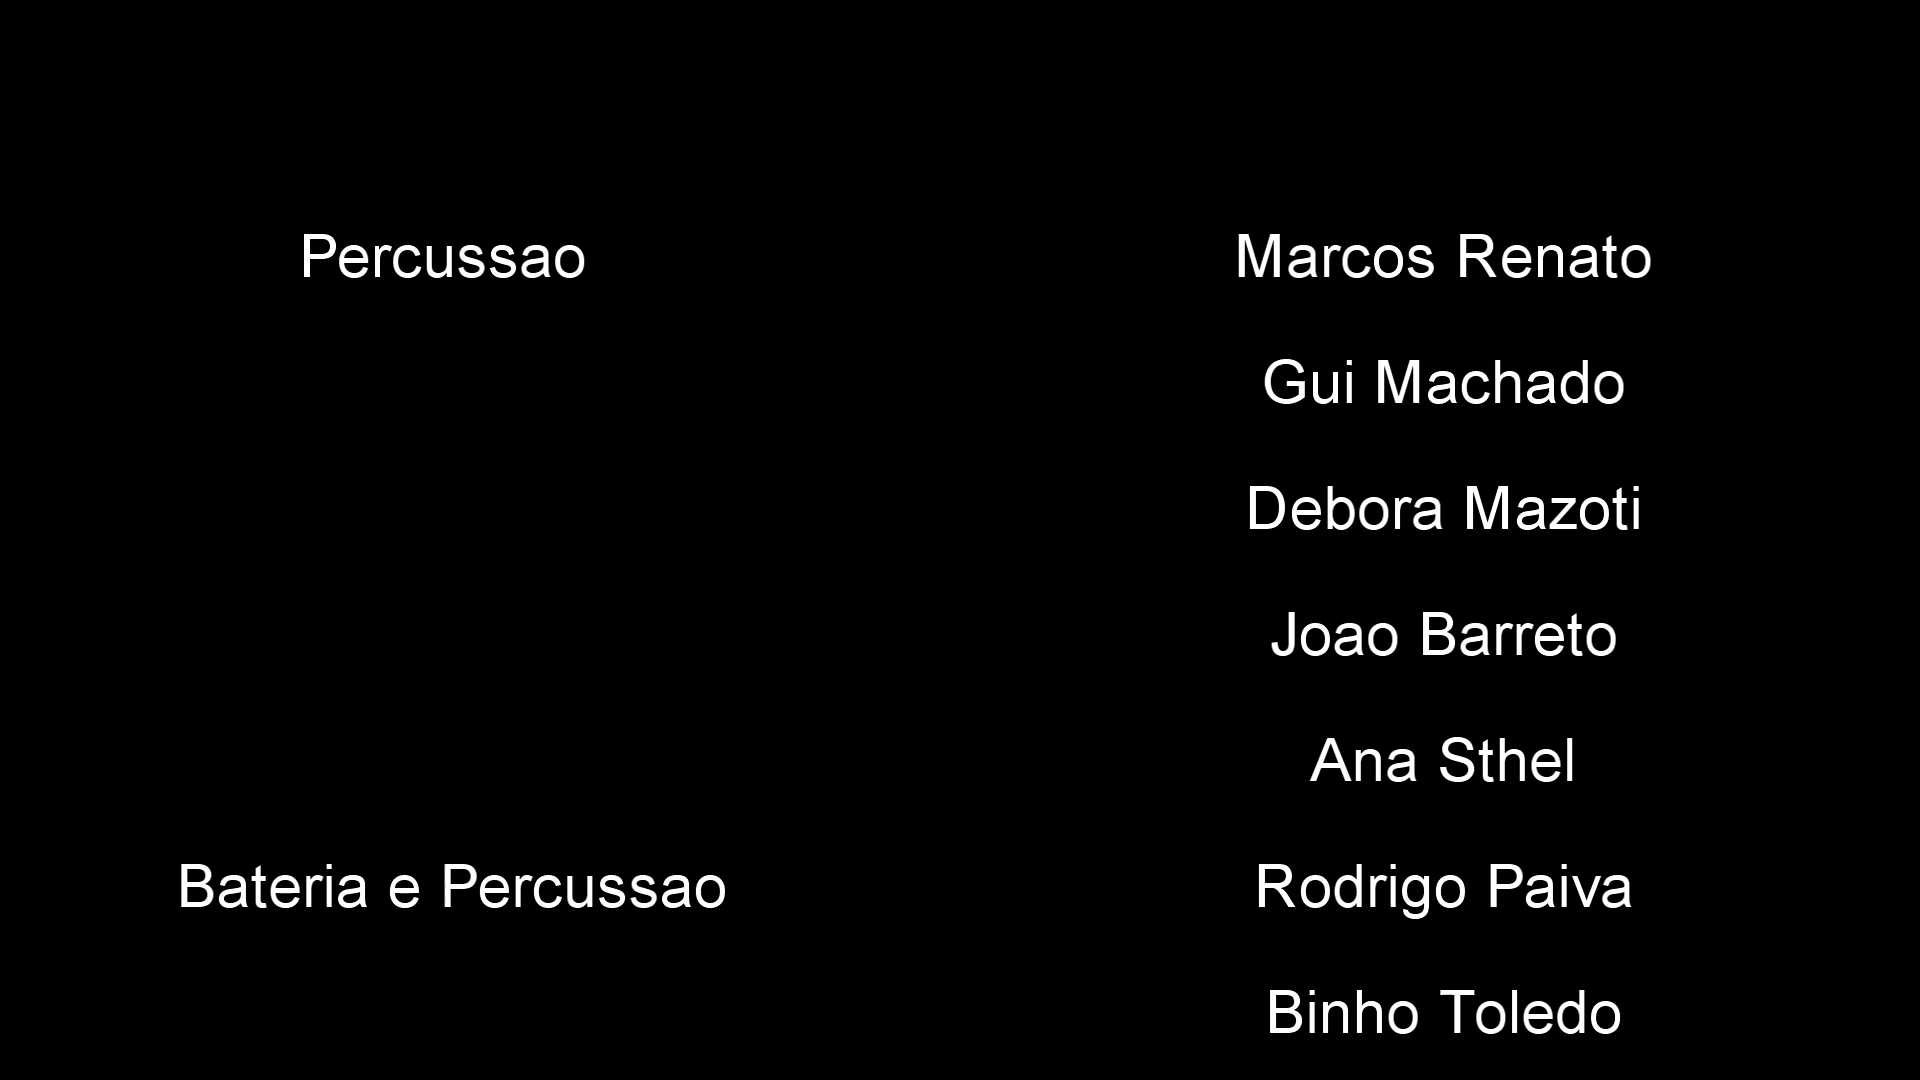 Percussao Marcos Renato
Gui Machado
Debora Mazoti
Joao Barreto
Ana Sthel
Bateria e Percussao Rodrigo Paiva
Binho Toledo